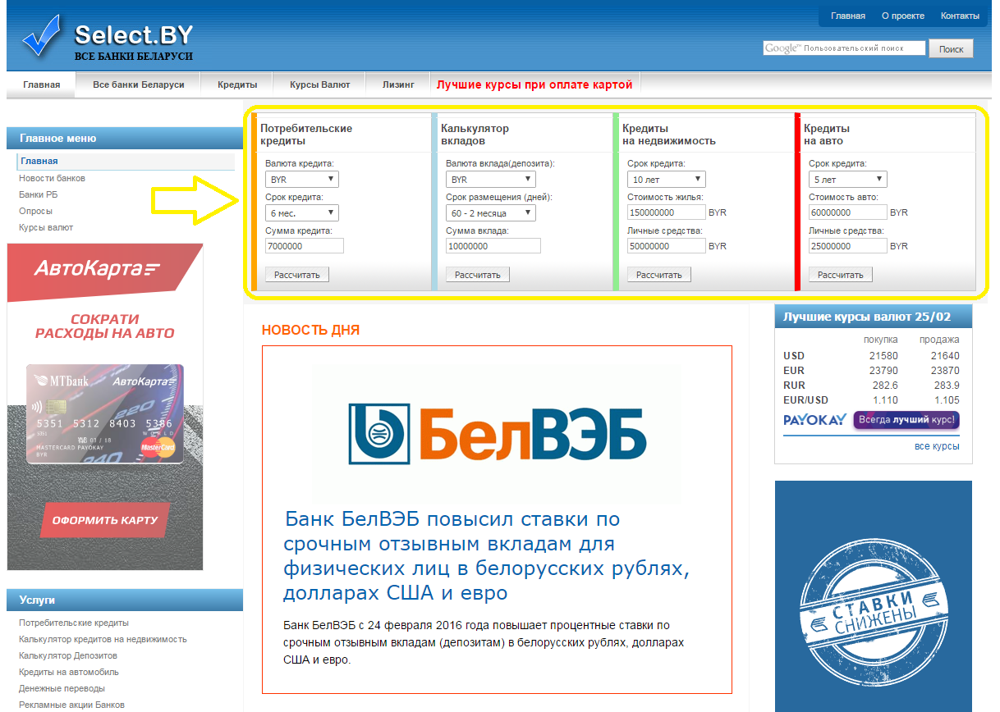 Главная О проекте Контакты
Select.BY
ВСЕ БАНКИ БЕЛАРУСИ
Google™ Пользовательский поиск Поиск
Главная Все банки Беларуси Кредиты Курсы Валют Лизинг Лучшие курсы при оплате картой
Главное меню
Главная
Новости банков
Банки РБ
Опросы
Курсы валют
Потребительские
кредиты
Валюта кредита:
BYR
Срок кредита:
6 мес.
Сумма кредита:
7000000
Рассчитать
Калькулятор
вкладов
Валюта вклада(депозита):
BYR
Срок размещения (дней):
60 - 2 месяца
Сумма вклада:
10000000
Рассчитать
Кредиты
на недвижимость
Срок кредита:
10 лет
Стоимость жилья:
150000000 BYR
Личные средства:
50000000 BYR
Рассчитать
Кредиты
на авто
Срок кредита:
5 лет
Стоимость авто:
60000000 BYR
Личные средства:
25000000 BYR
Рассчитать
АвтоКарта
СОКРАТИ
РАСХОДЫ НА АВТО
МТБанк АвтоКарта
220
5351 5312 8403 5386
5351
WORLD
03 / 18
MASTERCARD PAYOKAY
BYR
MasterCard
240
ОФОРМИТЬ КАРТУ
Услуги
Потребительские кредиты
Калькулятор кредитов на недвижимость
Калькулятор Депозитов
Кредиты на автомобиль
Денежные переводы
Рекламные акции Банков
НОВОСТЬ ДНЯ
БелВЭБ
Банк БелВЭБ повысил ставки по
срочным отзывным вкладам для
физических лиц в белорусских рублях,
долларах США и евро
Банк БелВЭБ с 24 февраля 2016 года повышает процентные ставки по
срочным отзывным вкладам (депозитам) в белорусских рублях, долларах
США и евро.
Лучшие курсы валют 25/02
покупка продажа
USD 21580 21640
EUR 23790 23870
RUR 282.6 283.9
EUR/USD 1.110 1.105
PAYOKAY Всегда лучший курс!
все курсы
СТАВКИ
СНИЖЕНЫ